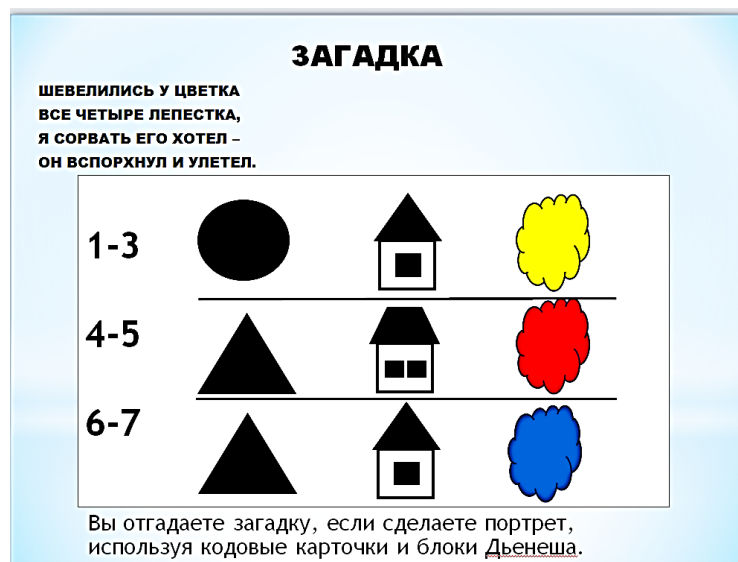 ЗАГАДКА
ШЕВЕЛИЛИСЬ У ЦВЕТКА
ВСЕ ЧЕТЫРЕ ЛЕПЕСТКА,
Я СОРВАТЬ ЕГО ХОТЕЛ –
ОН ВСПОРХНУЛ И УЛЕТЕЛ.
1-3
4-5
6-7
Вы отгадаете загадку, если сделаете портрет,
используя кодовые карточки и блоки Дьенеша.